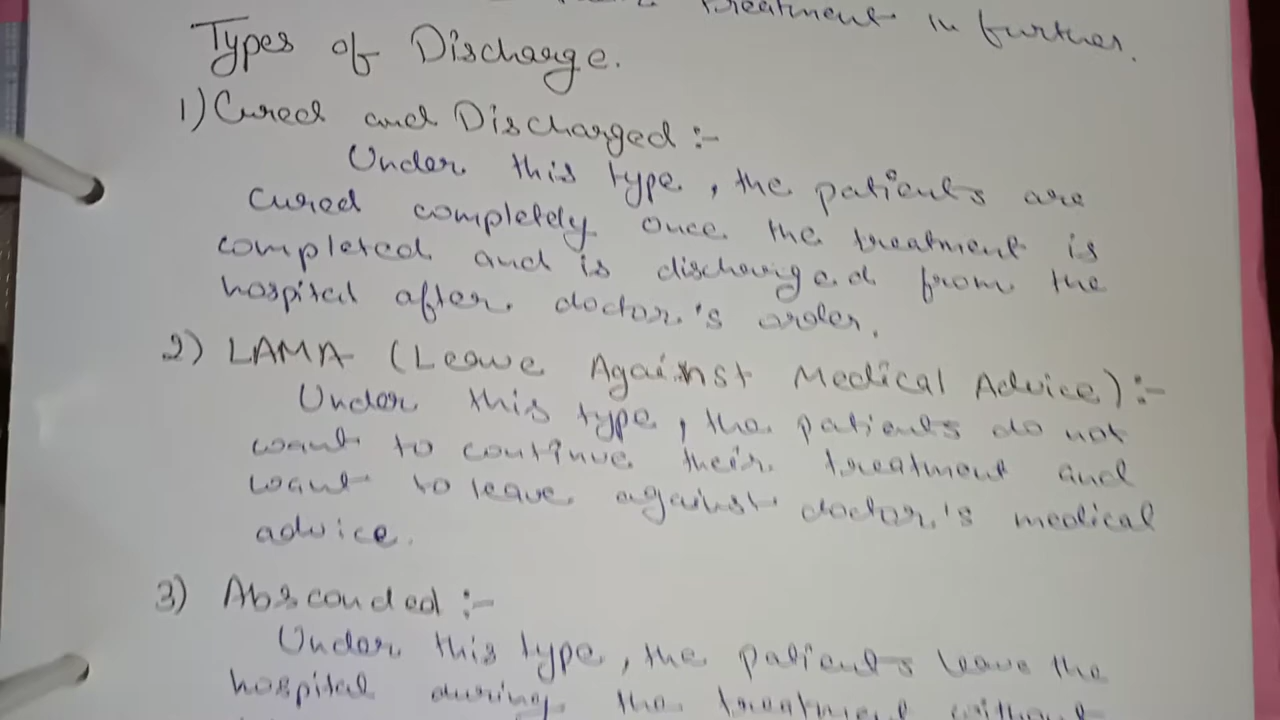 treatment in further.
Types of Discharge.
1) Cured and Discharged :-
Under this type, the patients are
cured completely once the treatment is
completed and is discharged from the
hospital after doctor's order.
2) LAMA (Leave Against Medical Advice) :-
Under this type, the patients do not
want to continue their treatment and
want to leave against doctor's medical
advice.
3) Absconded :-
Under this type, the patients leave the
hospital during the treatment without